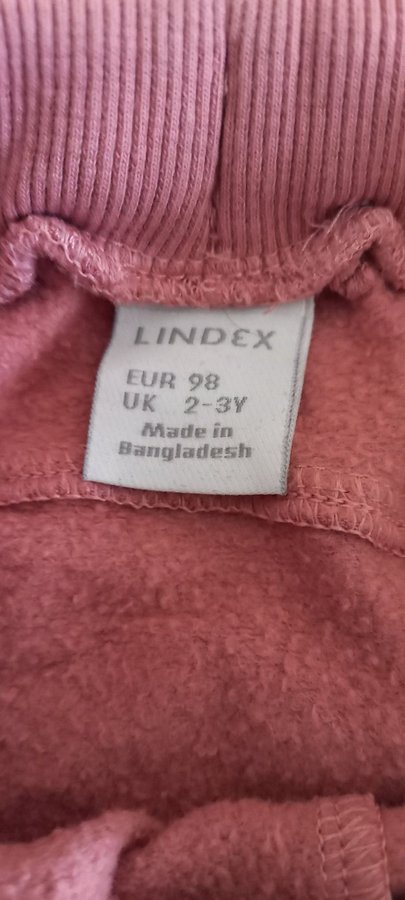 LINDEX
EUR 98
UK 2-3Y
Made in
Bangladesh